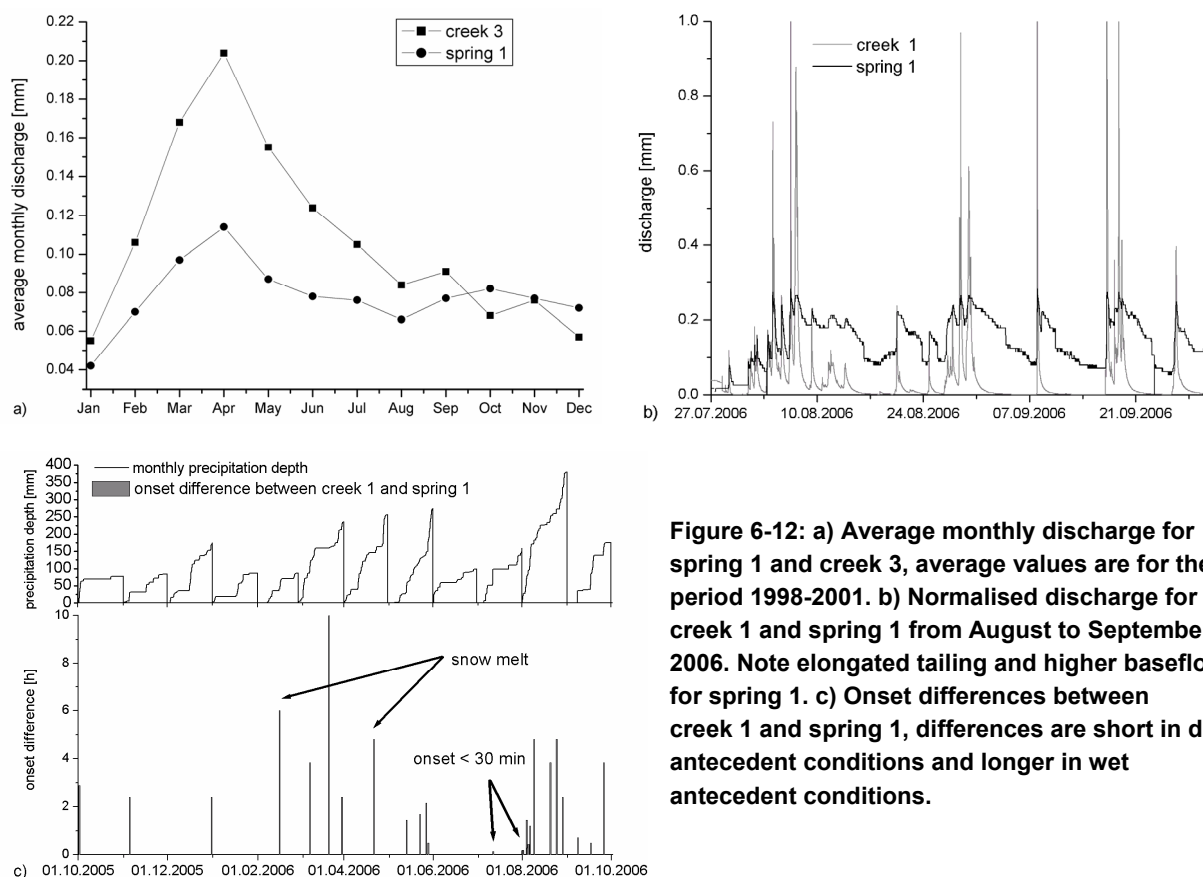 0.22
0.20
0.18
0.16
0.14
0.12
0.10
0.08
0.06
0.04
average monthly discharge [mm]
creek 3
spring 1
a)
Jan Feb Mar Apr May Jun Jul Aug Sep Oct Nov Dec
1.0
0.8
0.6
0.4
0.2
0.0
discharge [mm]
creek 1
spring 1
b)
27.07.2006 10.08.2006 24.08.2006 07.09.2006 21.09.2006
400
350
300
250
200
150
100
50
0
precipitation depth [mm]
monthly precipitation depth
onset difference between creek 1 and spring 1
10
8
6
4
2
0
onset difference [h]
snow melt
onset < 30 min
c)
01.10.2005 01.12.2005 01.02.2006 01.04.2006 01.06.2006 01.08.2006 01.10.2006
Figure 6-12: a) Average monthly discharge for
spring 1 and creek 3, average values are for the
period 1998-2001. b) Normalised discharge for
creek 1 and spring 1 from August to Septembe
2006. Note elongated tailing and higher baseflo
for spring 1. c) Onset differences between
creek 1 and spring 1, differences are short in d
antecedent conditions and longer in wet
antecedent conditions.